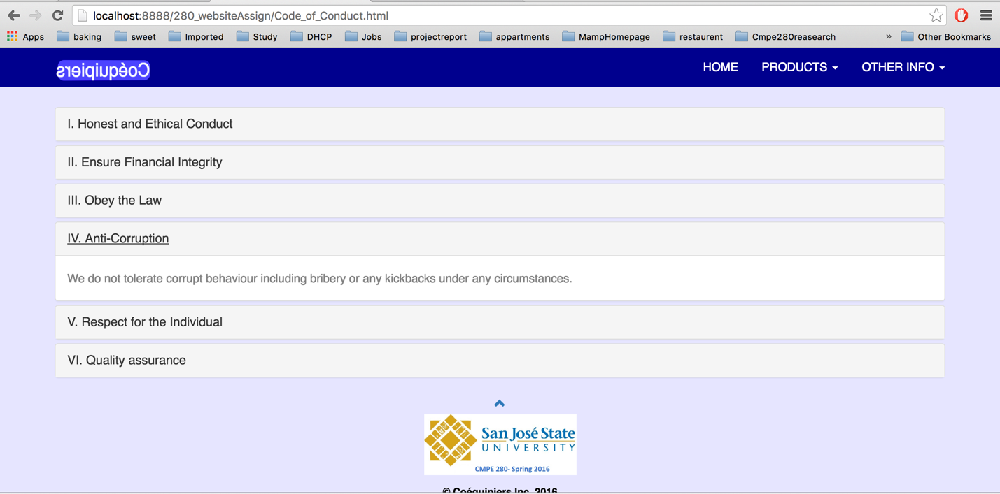 localhost:8888/280_websiteAssign/Code_of_Conduct.html
Apps baking sweet Imported Study DHCP Jobs projectreport appartments MampHomepage restaurent Cmpe280reasearch » Other Bookmarks
Coéquipiers HOME PRODUCTS OTHER INFO
I. Honest and Ethical Conduct
II. Ensure Financial Integrity
III. Obey the Law
IV. Anti-Corruption
We do not tolerate corrupt behaviour including bribery or any kickbacks under any circumstances.
V. Respect for the Individual
VI. Quality assurance
San José State
UNIVERSITY
CMPE 280- Spring 2016
© Coéquipiers Inc. 2016